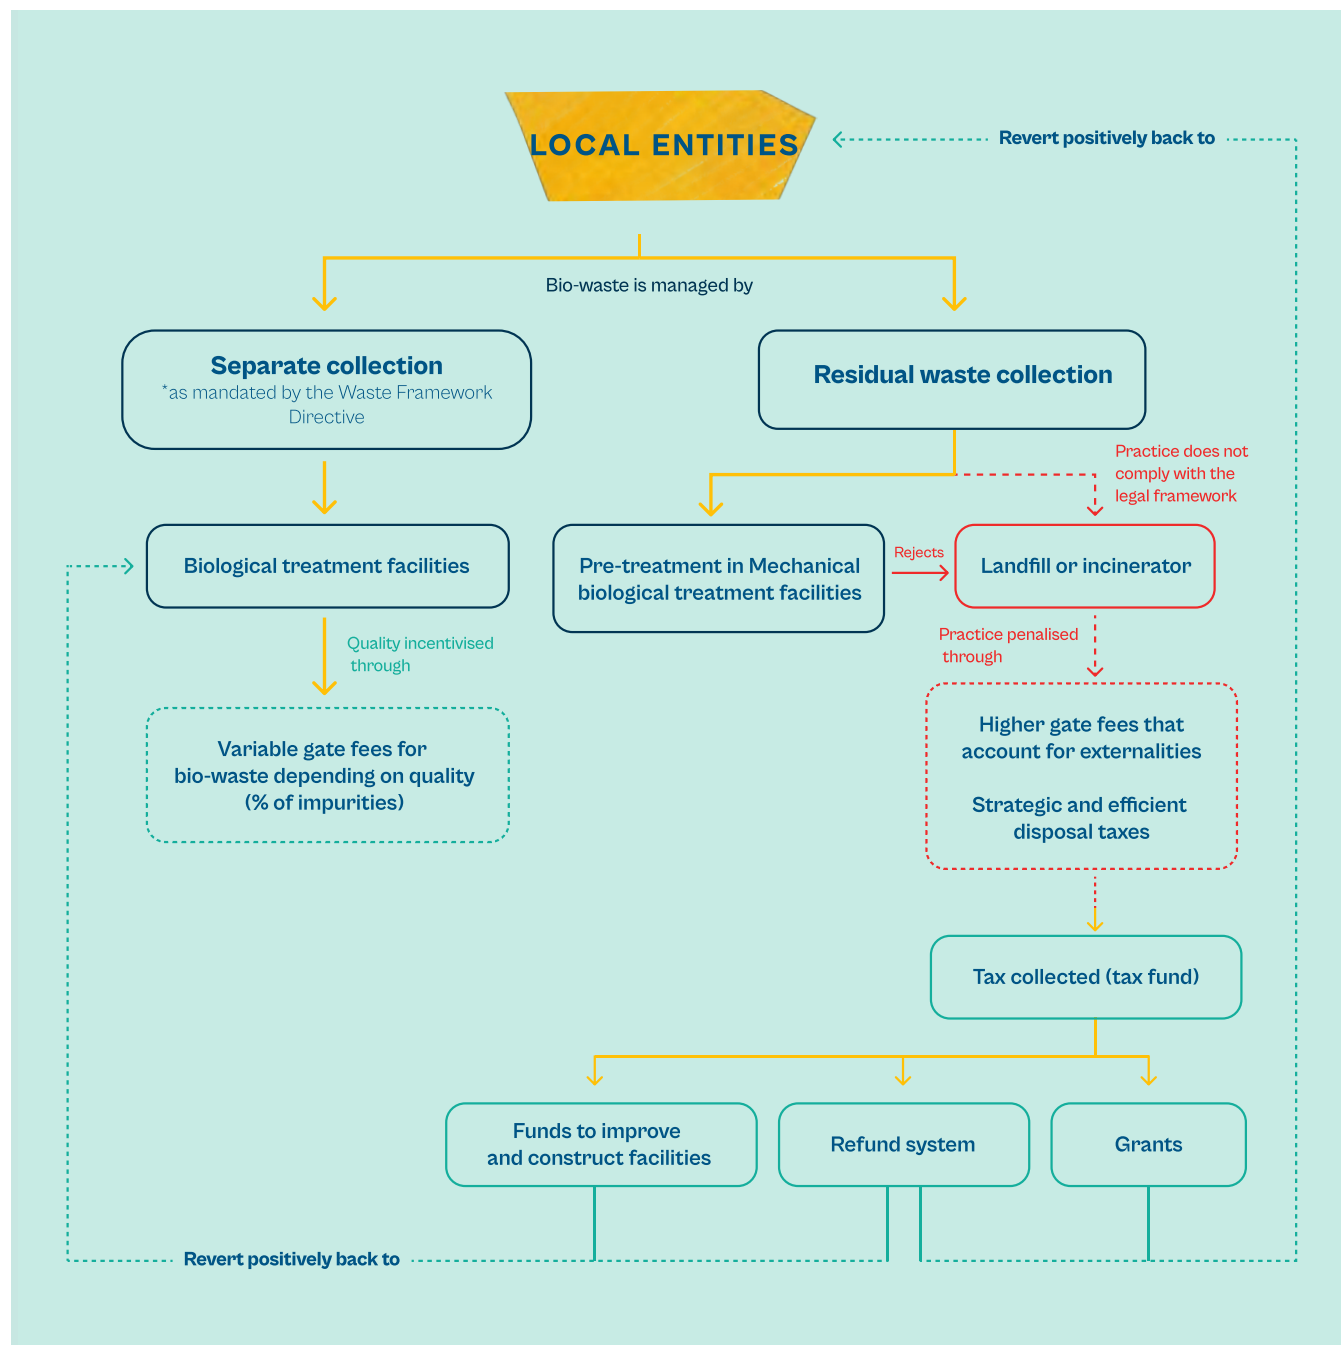 LOCAL ENTITIES
Revert positively back to
Bio-waste is managed by
Separate collection
*as mandated by the Waste Framework
Directive
Residual waste collection
Practice does not
comply with the
legal framework
Biological treatment facilities
Pre-treatment in Mechanical
biological treatment facilities
Rejects
Landfill or incinerator
Quality incentivised
through
Practice penalised
through
Variable gate fees for
bio-waste depending on quality
(% of impurities)
Higher gate fees that
account for externalities
Strategic and efficient
disposal taxes
Tax collected (tax fund)
Funds to improve
and construct facilities
Refund system
Grants
Revert positively back to